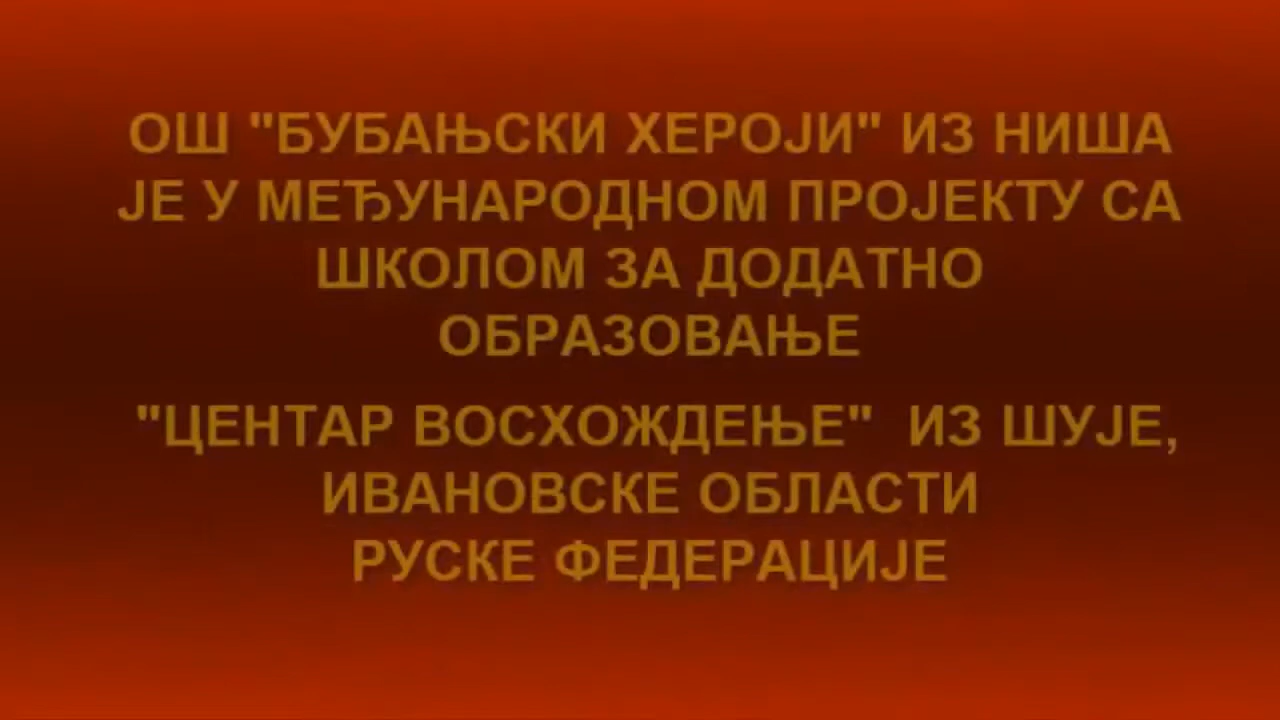 ОШ "БУБАЊСКИ ХЕРОЈИ" ИЗ НИША
ЈЕ У МЕЂУНАРОДНОМ ПРОЈЕКТУ СА
ШКОЛОМ ЗА ДОДАТНО
ОБРАЗОВАЊЕ
"ЦЕНТАР ВОСХОЖДЕЊЕ" ИЗ ШУЈЕ,
ИВАНОВСКЕ ОБЛАСТИ
РУСКЕ ФЕДЕРАЦИЈЕ